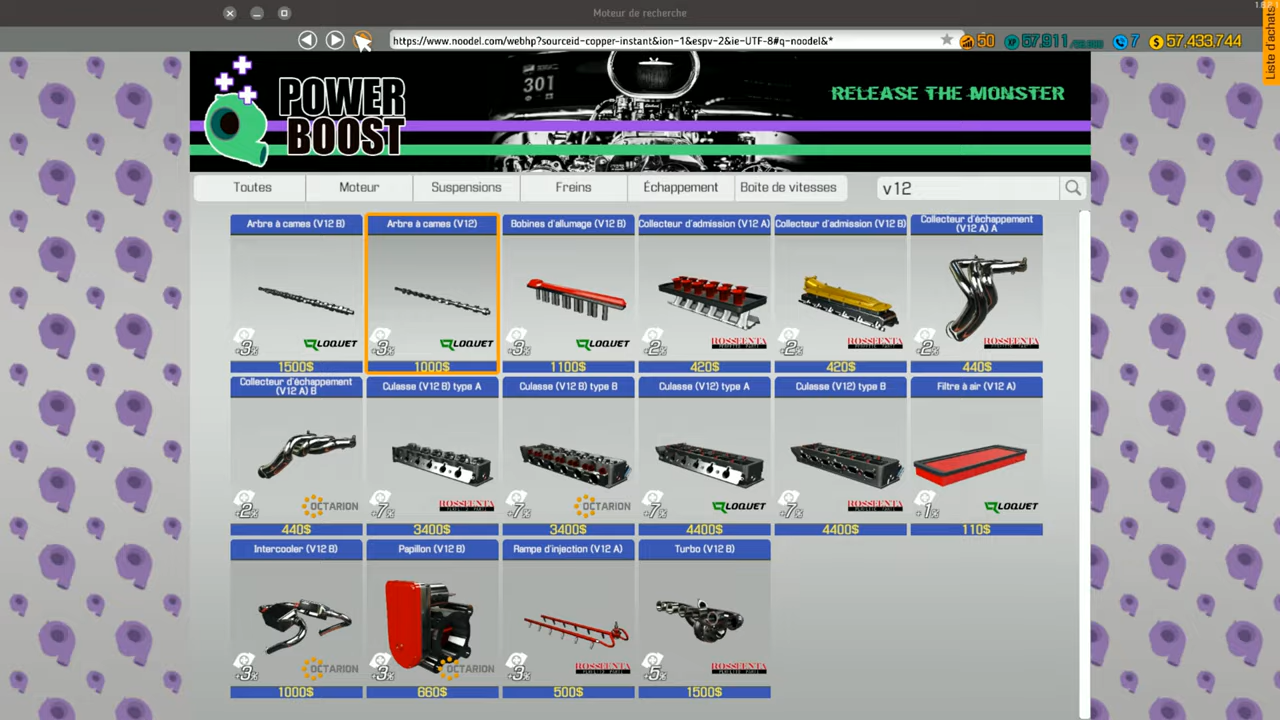 Moteur de recherche
https://www.noodel.com/webhp?sourceid-copper-instant&ion-1&espv-2&ie-UTF-8#q-noodel&*
50
XP 57,911
7
$ 57,433,744
Liste d'achats
POWER BOOST
301
RELEASE THE MONSTER
Toutes
Moteur
Suspensions
Freins
Échappement
Boite de vitesses
v12
Arbre à cames (V12 B)
+3%
RLOQUET
1500$
Arbre à cames (V12)
+3%
RLOQUET
1000$
Bobines d'allumage (V12 B)
+3%
RLOQUET
1100$
Collecteur d'admission (V12 A)
+2%
ROSSFENTA
420$
Collecteur d'admission (V12 B)
+2%
ROSSFENTA
420$
Collecteur d'échappement
(V12 A) A
+2%
ROSSFENTA
440$
Collecteur d'échappement
(V12 A) B
+2%
OCTARION
440$
Culasse (V12 B) type A
+7%
ROSSFENTA
3400$
Culasse (V12 B) type B
+7%
OCTARION
3400$
Culasse (V12) type A
+7%
RLOQUET
4400$
Culasse (V12) type B
+7%
ROSSFENTA
4400$
Filtre à air (V12 A)
+1%
RLOQUET
110$
Intercooler (V12 B)
+3%
OCTARION
1000$
Papillon (V12 B)
+3%
OCTARION
660$
Rampe d'injection (V12 A)
+3%
ROSSFENTA
500$
Turbo (V12 B)
+5%
ROSSFENTA
1500$